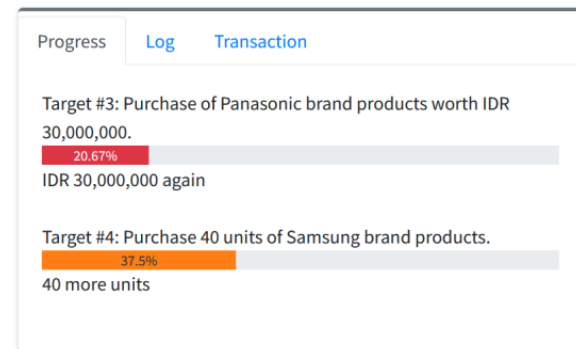 Progress
Log
Transaction
Target #3: Purchase of Panasonic brand products worth IDR
30,000,000.
20.67%
IDR 30,000,000 again
Target #4: Purchase 40 units of Samsung brand products.
37.5%
40 more units